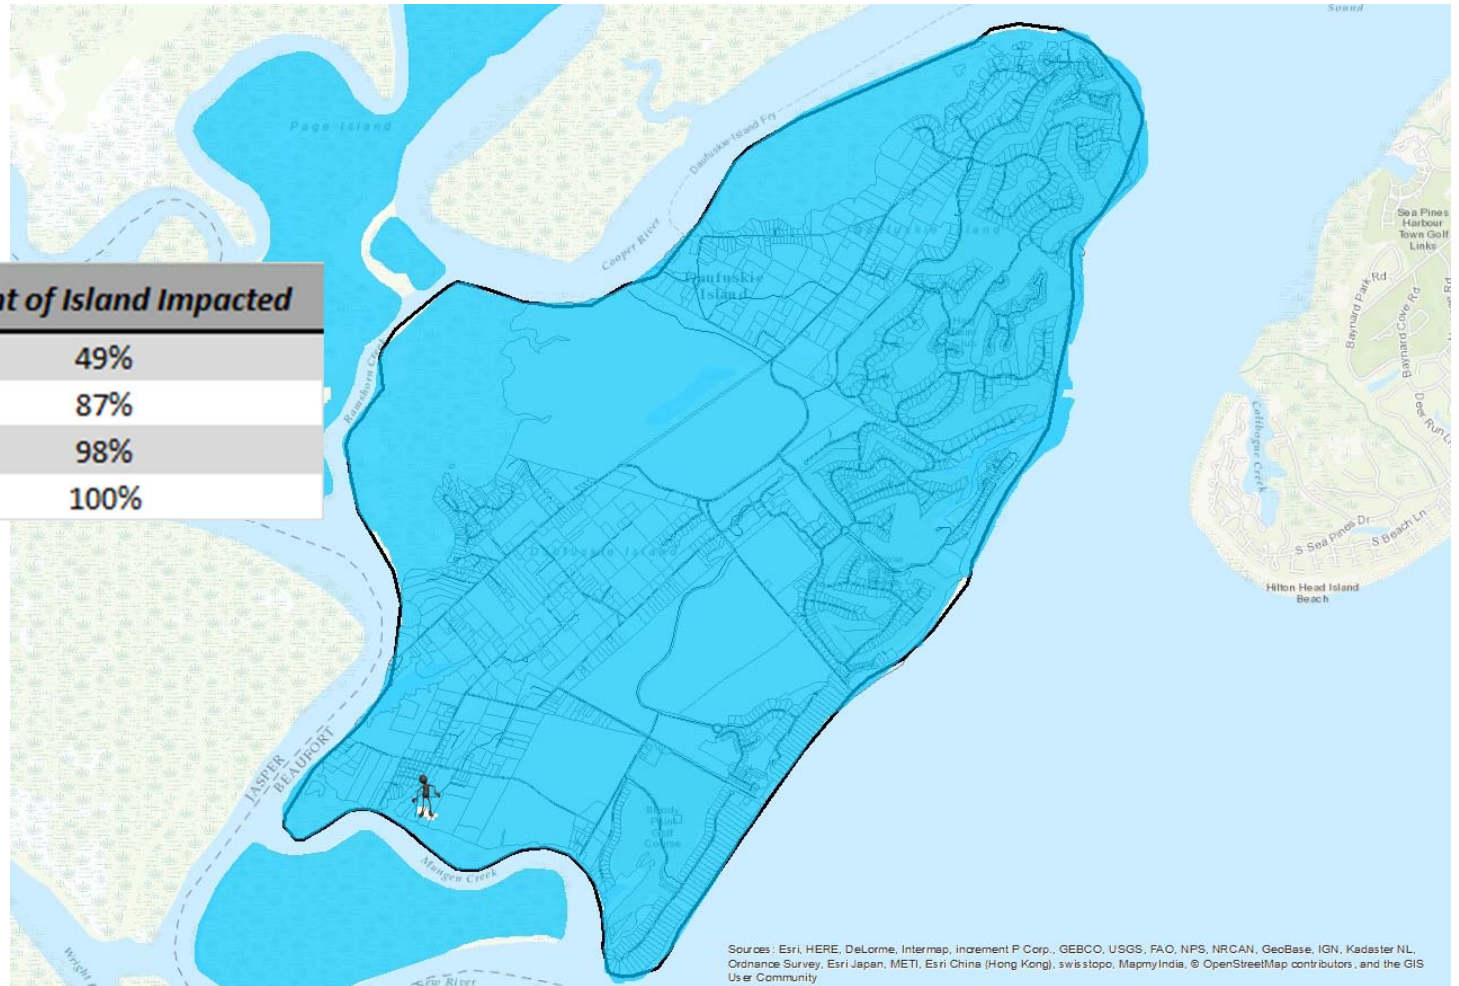 Sound
Page Island
Daufuskie-Island Fry
Sea Pines
Harbour
Town Golf
Links
Cooper River
Daufuskie Island
Daufuskie
Island
nt of Island Impacted
49%
87%
98%
100%
Ramshorn Creek
Baynard Park Rd
Baynard Cove Rd
Deer Run
Calibogue Creek
S Sea Pines Dr
S Beach Ln
Hilton Head Island
Beach
Daufuskie Island
JASPER
BEAUFORT
Bloody
Point
Golf
Course
Mungen Creek
Wright
New River
Sources: Esri, HERE, DeLorme, Intermap, increment P Corp., GEBCO, USGS, FAO, NPS, NRCAN, GeoBase, IGN, Kadaster NL,
Ordnance Survey, Esri Japan, METI, Esri China (Hong Kong), swisstopo, MapmyIndia, © OpenStreetMap contributors, and the GIS
User Community